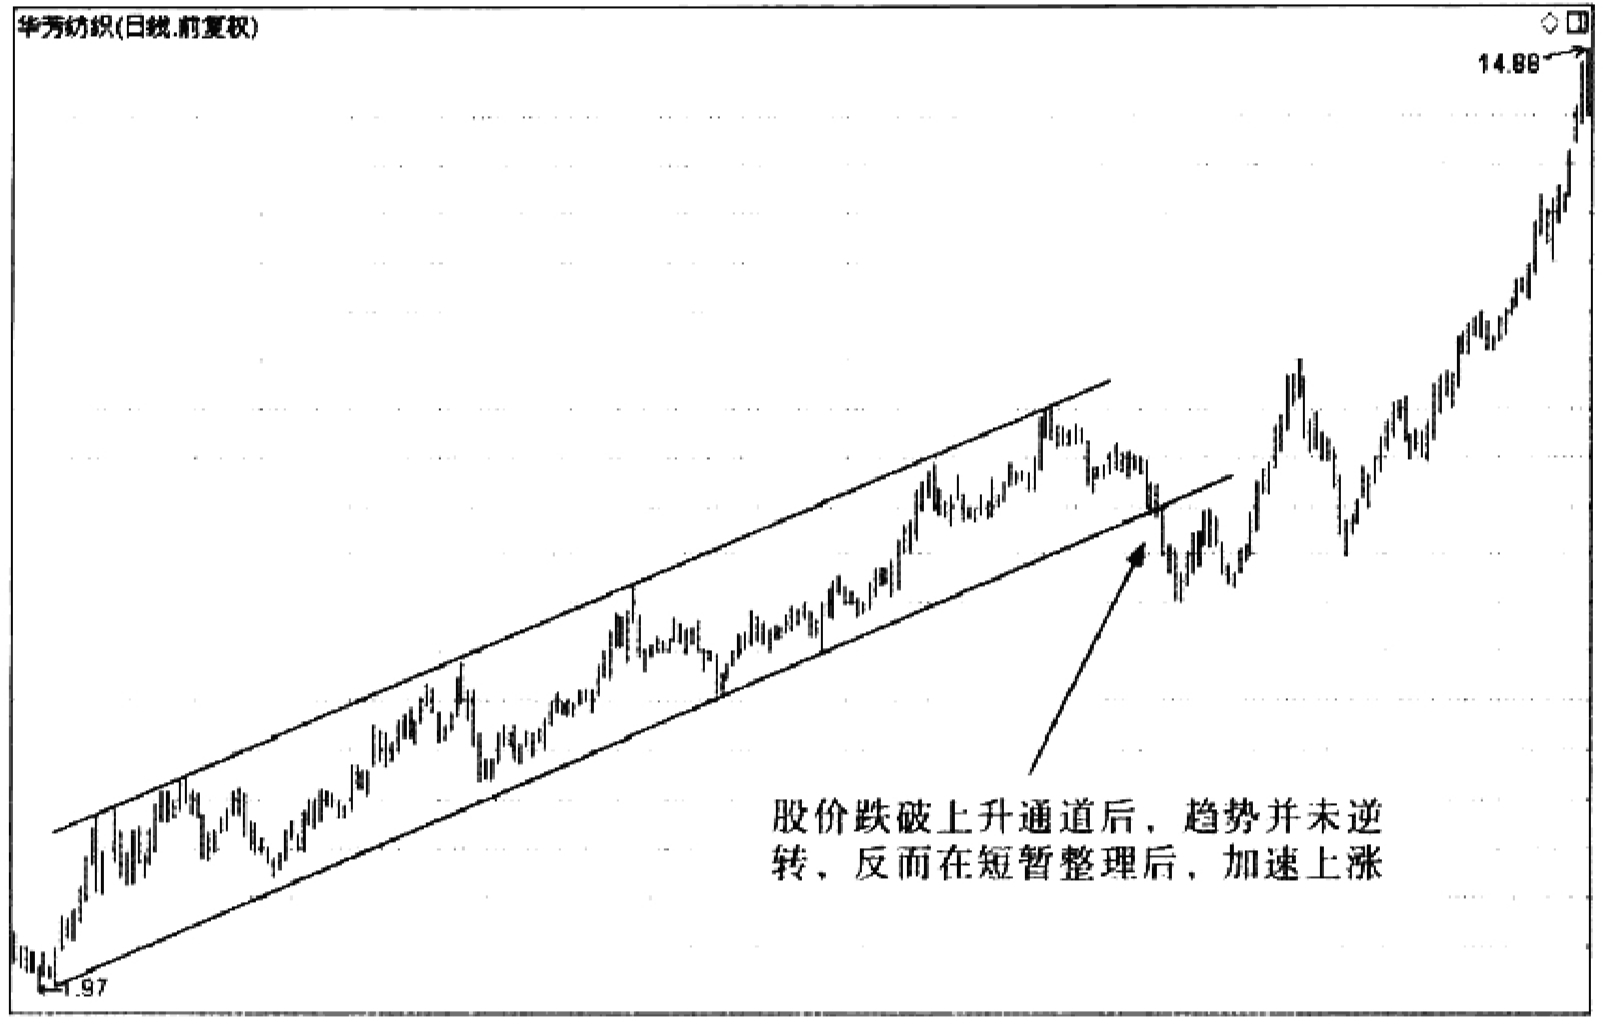 华芳纺织(日线.前复权)
14.88
股价跌破上升通道后，趋势并未逆
转，反而在短暂整理后，加速上涨
1.97